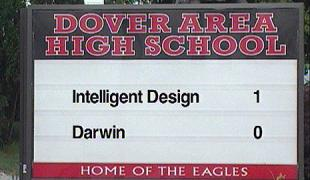 DOVER AREA
HIGH SCHOOL
Intelligent Design 1
Darwin 0
HOME OF THE EAGLES